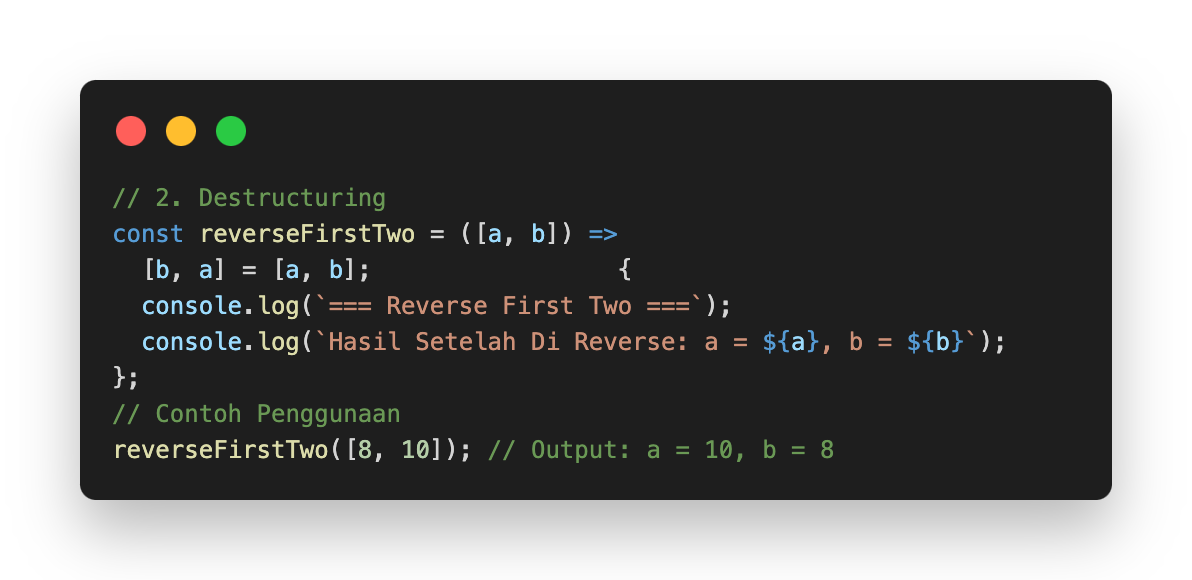 // 2. Destructuring
const reverseFirstTwo = ([a, b]) =>
  [b, a] = [a, b];                 {
  console.log(`=== Reverse First Two ===`);
  console.log(`Hasil Setelah Di Reverse: a = ${a}, b = ${b}`);
};
// Contoh Penggunaan
reverseFirstTwo([8, 10]); // Output: a = 10, b = 8